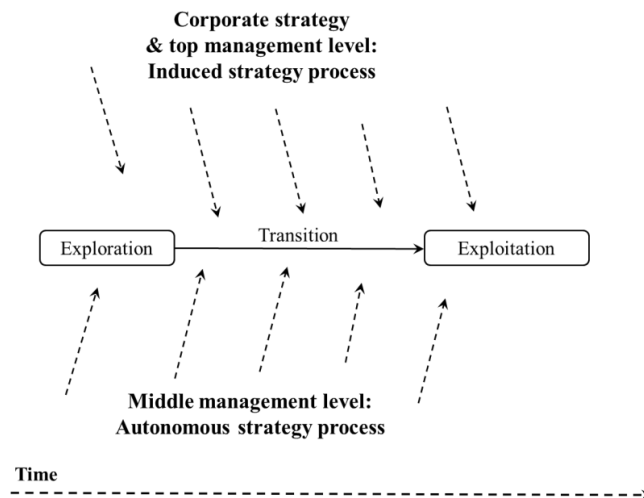 Corporate strategy
& top management level:
Induced strategy process
Transition
Exploration
Exploitation
Middle management level:
Autonomous strategy process
Time